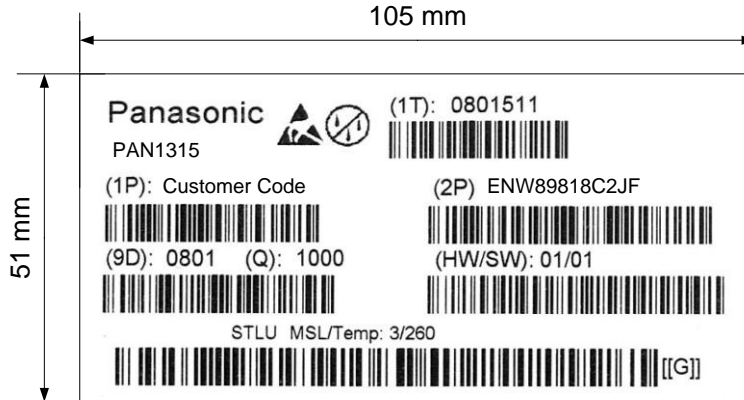 105 mm
51 mm
Panasonic
PAN1315
(1T): 0801511
(1P): Customer Code
(2P) ENW89818C2JF
(9D): 0801 (Q): 1000
(HW/SW): 01/01
STLU MSL/Temp: 3/260
[[G]]